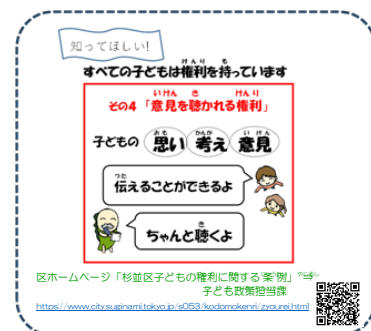 知ってほしい!
すべての子どもは権利を持っています
その4「意見を聴かれる権利」
子どもの 思い 考え 意見
伝えることができるよ
ちゃんと聴くよ
区ホームページ「杉並区子どもの権利に関する条例」
子ども政策担当課
https://www.city.suginami.tokyo.jp/s053/kodomokenri/zyourei.html